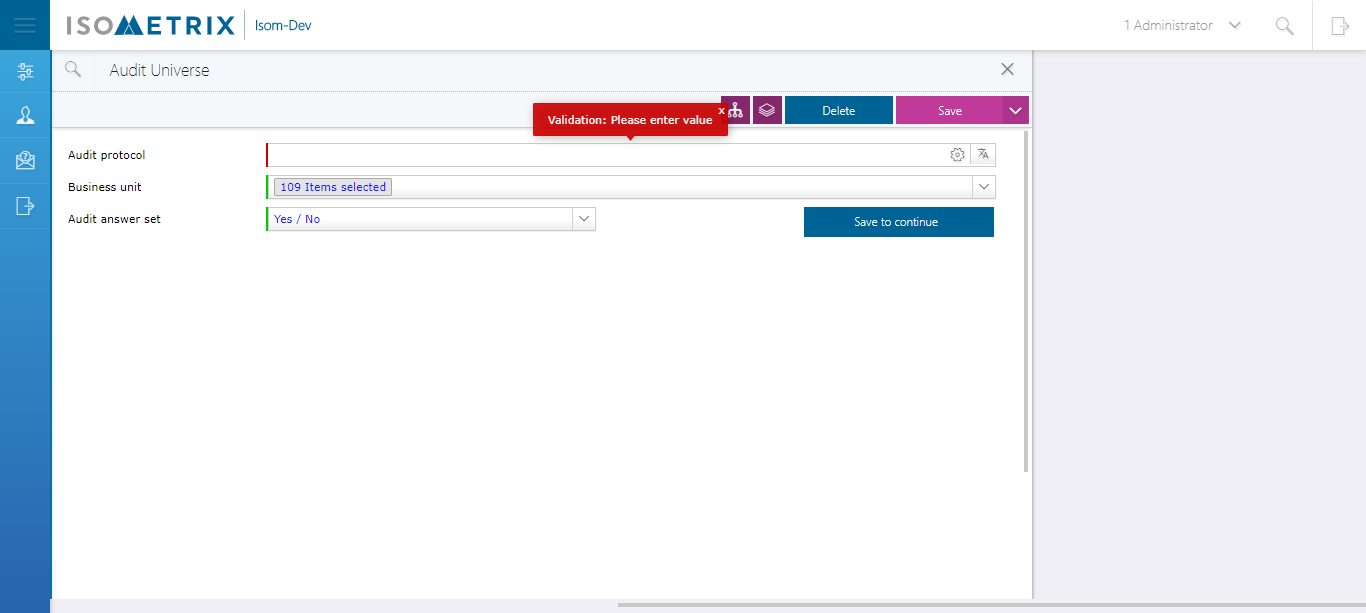 ISOMETRIX Isom-Dev 1 Administrator
Audit Universe
Delete Save
x
Validation: Please enter value
Audit protocol
Business unit 109 Items selected
Audit answer set Yes / No Save to continue